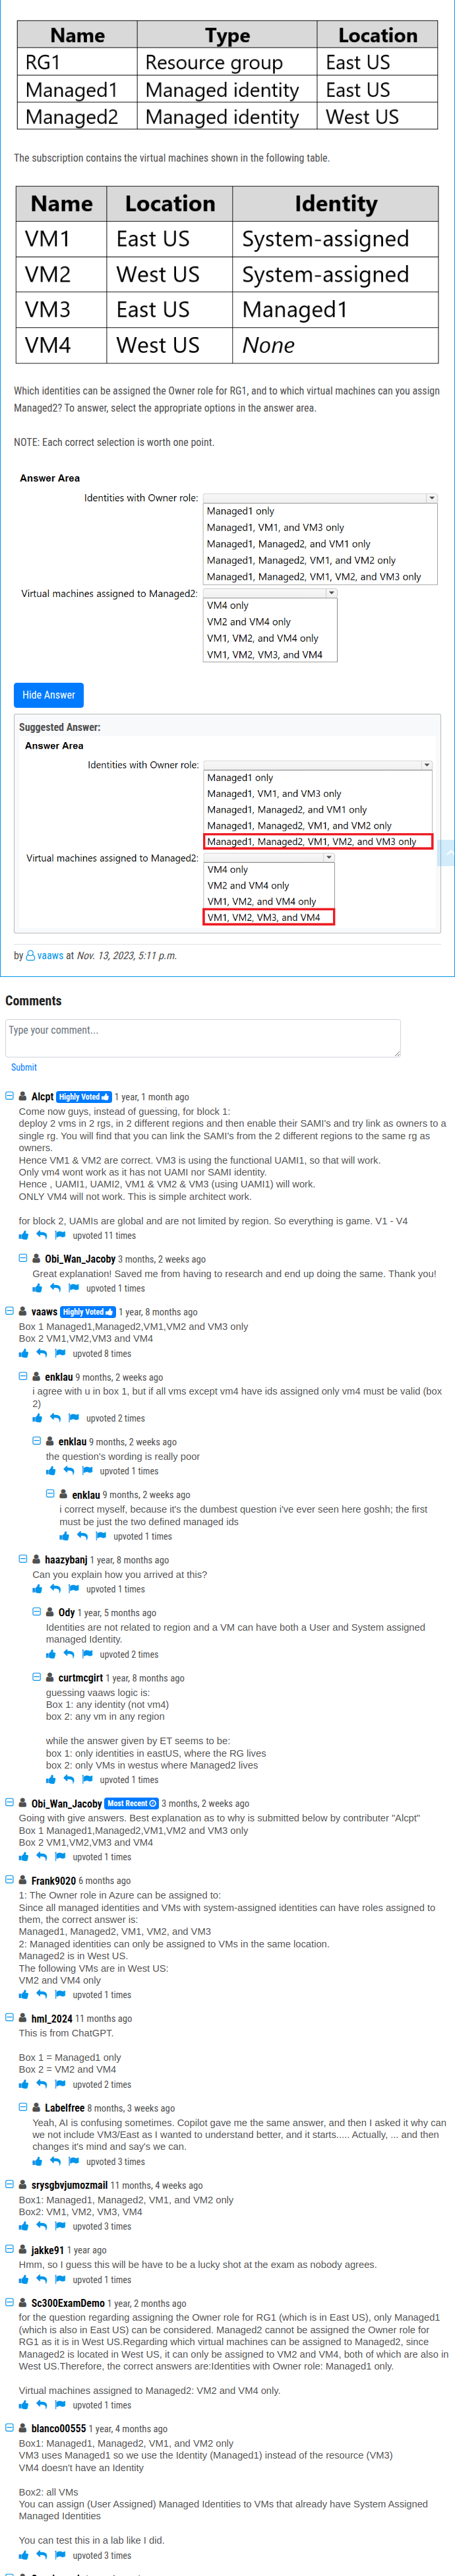 Name Type Location
RG1 Resource group East US
Managed1 Managed identity East US
Managed2 Managed identity West US
The subscription contains the virtual machines shown in the following table.
Name Location Identity
VM1 East US System-assigned
VM2 West US System-assigned
VM3 East US Managed1
VM4 West US None
Which identities can be assigned the Owner role for RG1, and to which virtual machines can you assign
Managed2? To answer, select the appropriate options in the answer area.
NOTE: Each correct selection is worth one point.
Answer Area
Identities with Owner role:
Managed1 only
Managed1, VM1, and VM3 only
Managed1, Managed2, and VM1 only
Managed1, Managed2, VM1, and VM2 only
Managed1, Managed2, VM1, VM2, and VM3 only
Virtual machines assigned to Managed2:
VM4 only
VM2 and VM4 only
VM1, VM2, and VM4 only
VM1, VM2, VM3, and VM4
Hide Answer
Suggested Answer:
Answer Area
Identities with Owner role:
Managed1 only
Managed1, VM1, and VM3 only
Managed1, Managed2, and VM1 only
Managed1, Managed2, VM1, and VM2 only
Managed1, Managed2, VM1, VM2, and VM3 only
Virtual machines assigned to Managed2:
VM4 only
VM2 and VM4 only
VM1, VM2, and VM4 only
VM1, VM2, VM3, and VM4
by vaaws at Nov. 13, 2023, 5:11 p.m.
Comments
Type your comment...
Submit
Alcpt Highly Voted 1 year, 1 month ago
Come now guys, instead of guessing, for block 1:
deploy 2 vms in 2 rgs, in 2 different regions and then enable their SAMI's and try link as owners to a
single rg. You will find that you can link the SAMI's from the 2 different regions to the same rg as
owners.
Hence VM1 & VM2 are correct. VM3 is using the functional UAMI1, so that will work.
Only vm4 wont work as it has not UAMI nor SAMI identity.
Hence , UAMI1, UAMI2, VM1 & VM2 & VM3 (using UAMI1) will work.
ONLY VM4 will not work. This is simple architect work.
for block 2, UAMIs are global and are not limited by region. So everything is game. V1 - V4
upvoted 11 times
Obi_Wan_Jacoby 3 months, 2 weeks ago
Great explanation! Saved me from having to research and end up doing the same. Thank you!
upvoted 1 times
vaaws Highly Voted 1 year, 8 months ago
Box 1 Managed1,Managed2,VM1,VM2 and VM3 only
Box 2 VM1,VM2,VM3 and VM4
upvoted 8 times
enklau 9 months, 2 weeks ago
i agree with u in box 1, but if all vms except vm4 have ids assigned only vm4 must be valid (box
2)
upvoted 2 times
enklau 9 months, 2 weeks ago
the question's wording is really poor
upvoted 1 times
enklau 9 months, 2 weeks ago
i correct myself, because it's the dumbest question i've ever seen here goshh; the first
must be just the two defined managed ids
upvoted 1 times
haazybanj 1 year, 8 months ago
Can you explain how you arrived at this?
upvoted 1 times
Ody 1 year, 5 months ago
Identities are not related to region and a VM can have both a User and System assigned
managed Identity.
upvoted 2 times
curtmcgirt 1 year, 8 months ago
guessing vaaws logic is:
Box 1: any identity (not vm4)
box 2: any vm in any region
while the answer given by ET seems to be:
box 1: only identities in eastUS, where the RG lives
box 2: only VMs in westus where Managed2 lives
upvoted 1 times
Obi_Wan_Jacoby Most Recent 3 months, 2 weeks ago
Going with give answers. Best explanation as to why is submitted below by contributer "Alcpt"
Box 1 Managed1,Managed2,VM1,VM2 and VM3 only
Box 2 VM1,VM2,VM3 and VM4
upvoted 1 times
Frank9020 6 months ago
1: The Owner role in Azure can be assigned to:
Since all managed identities and VMs with system-assigned identities can have roles assigned to
them, the correct answer is:
Managed1, Managed2, VM1, VM2, and VM3
2: Managed identities can only be assigned to VMs in the same location.
Managed2 is in West US.
The following VMs are in West US:
VM2 and VM4 only
upvoted 1 times
hml_2024 11 months ago
This is from ChatGPT.
Box 1 = Managed1 only
Box 2 = VM2 and VM4
upvoted 2 times
Labelfree 8 months, 3 weeks ago
Yeah, AI is confusing sometimes. Copilot gave me the same answer, and then I asked it why can
we not include VM3/East as I wanted to understand better, and it starts..... Actually, ... and then
changes it's mind and say's we can.
upvoted 3 times
srysgbvjumozmail 11 months, 4 weeks ago
Box1: Managed1, Managed2, VM1, and VM2 only
Box2: VM1, VM2, VM3, VM4
upvoted 3 times
jakke91 1 year ago
Hmm, so I guess this will be have to be a lucky shot at the exam as nobody agrees.
upvoted 1 times
Sc300ExamDemo 1 year, 2 months ago
for the question regarding assigning the Owner role for RG1 (which is in East US), only Managed1
(which is also in East US) can be considered. Managed2 cannot be assigned the Owner role for
RG1 as it is in West US.Regarding which virtual machines can be assigned to Managed2, since
Managed2 is located in West US, it can only be assigned to VM2 and VM4, both of which are also in
West US.Therefore, the correct answers are:Identities with Owner role: Managed1 only.
Virtual machines assigned to Managed2: VM2 and VM4 only.
upvoted 1 times
blanco00555 1 year, 4 months ago
Box1: Managed1, Managed2, VM1, and VM2 only
VM3 uses Managed1 so we use the Identity (Managed1) instead of the resource (VM3)
VM4 doesn't have an Identity
Box2: all VMs
You can assign (User Assigned) Managed Identities to VMs that already have System Assigned
Managed Identities
You can test this in a lab like I did.
upvoted 3 times